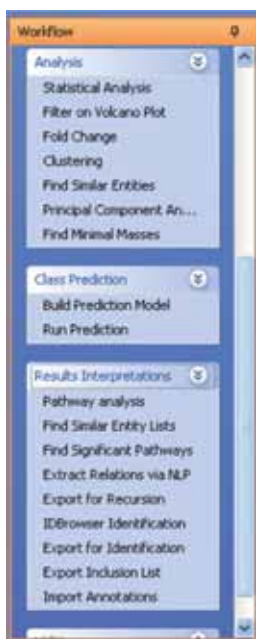 Workflow
Analysis
Statistical Analysis
Filter on Volcano Plot
Fold Change
Clustering
Find Similar Entities
Principal Component An...
Find Minimal Masses
Class Prediction
Build Prediction Model
Run Prediction
Results Interpretations
Pathway analysis
Find Similar Entity Lists
Find Significant Pathways
Extract Relations via NLP
Export for Recursion
IDBrowser Identification
Export for Identification
Export Inclusion List
Import Annotations